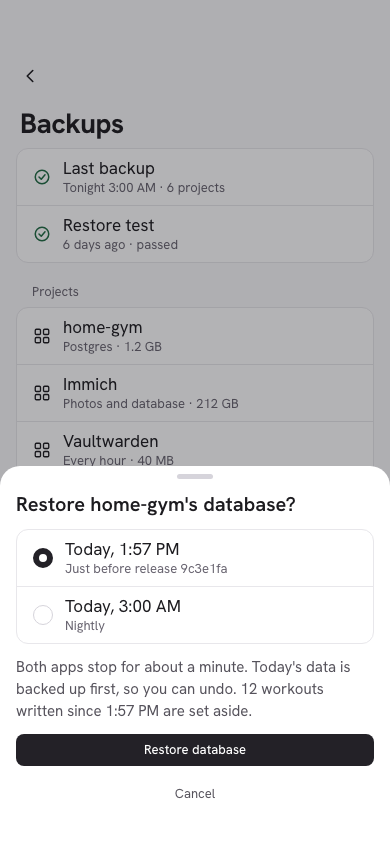 Backups
Last backup
Tonight 3:00 AM · 6 projects
Restore test
6 days ago · passed
Projects
home-gym
Postgres · 1.2 GB
Immich
Photos and database · 212 GB
Vaultwarden
Every hour · 40 MB
Restore home-gym's database?
Today, 1:57 PM
Just before release 9c3e1fa
Today, 3:00 AM
Nightly
Both apps stop for about a minute. Today's data is
backed up first, so you can undo. 12 workouts
written since 1:57 PM are set aside.
Restore database
Cancel